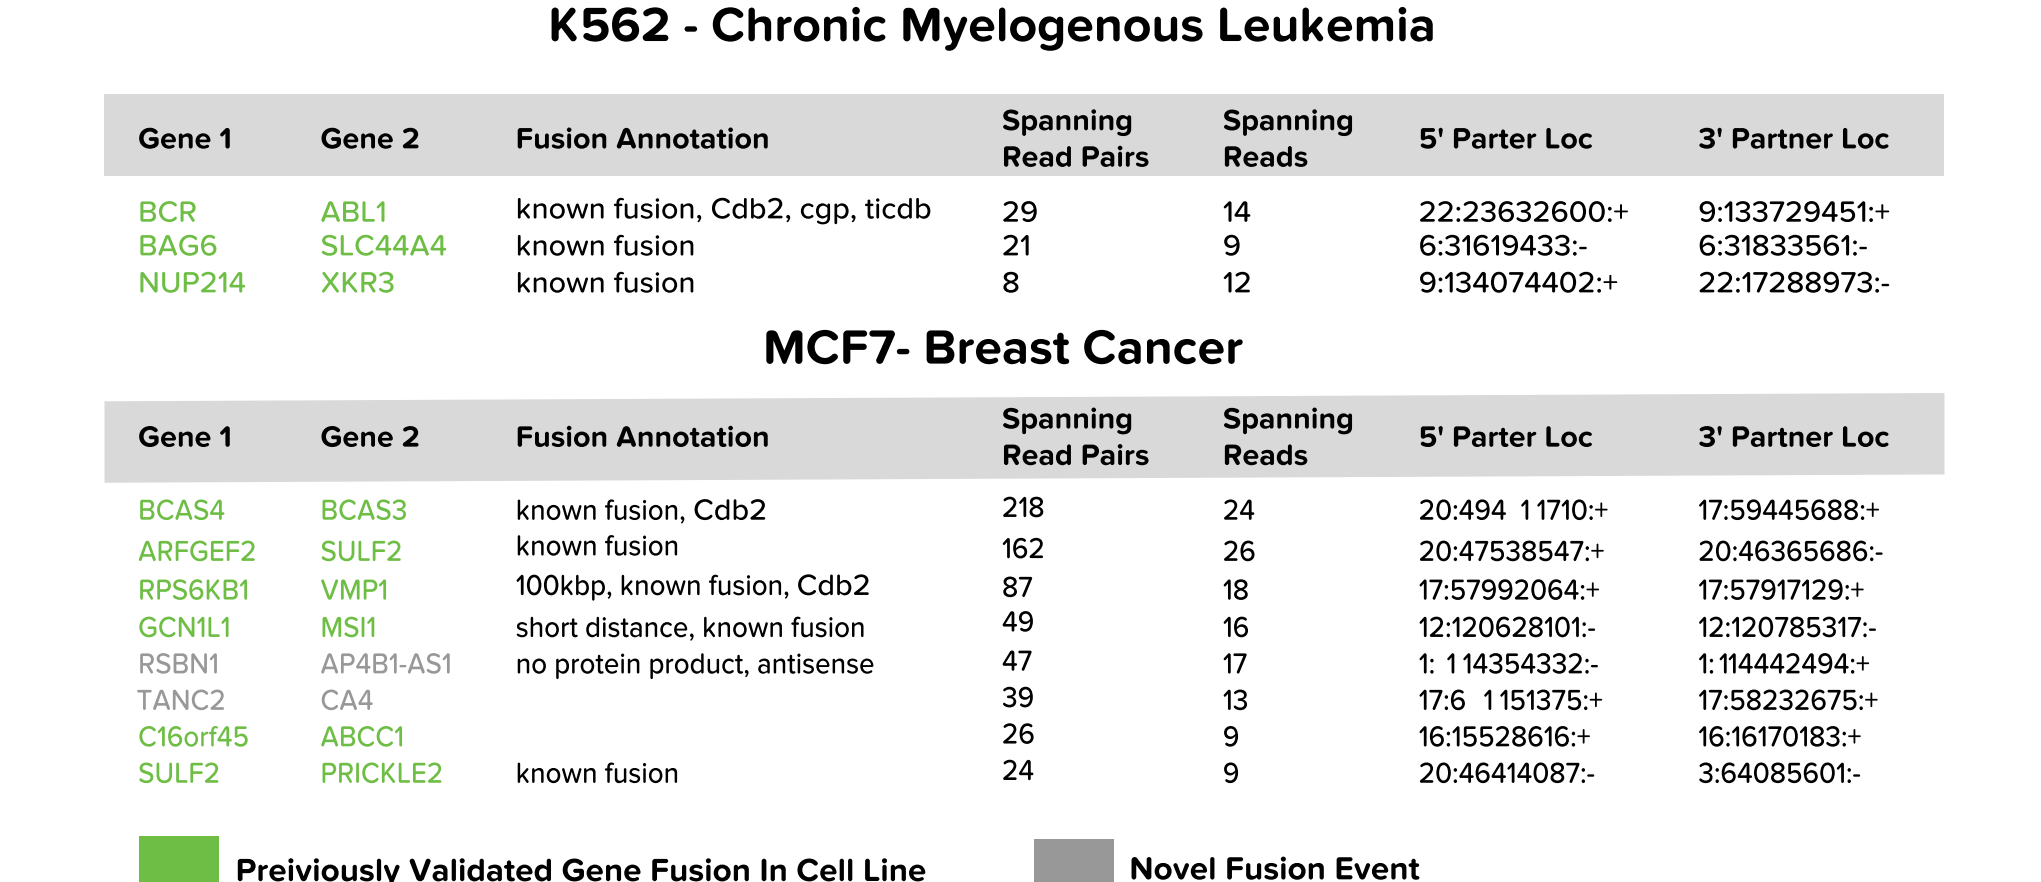 K562 - Chronic Myelogenous Leukemia
Gene 1 Gene 2 Fusion Annotation Spanning Read Pairs Spanning Reads 5' Parter Loc 3' Partner Loc
BCR ABL1 known fusion, Cdb2, cgp, ticdb 29 14 22:23632600:+ 9:133729451:+
BAG6 SLC44A4 known fusion 21 9 6:31619433:- 6:31833561:-
NUP214 XKR3 known fusion 8 12 9:134074402:+ 22:17288973:-
MCF7- Breast Cancer
Gene 1 Gene 2 Fusion Annotation Spanning Read Pairs Spanning Reads 5' Parter Loc 3' Partner Loc
BCAS4 BCAS3 known fusion, Cdb2 218 24 20:494 11710:+ 17:59445688:+
ARFGEF2 SULF2 known fusion 162 26 20:47538547:+ 20:46365686:-
RPS6KB1 VMP1 100kbp, known fusion, Cdb2 87 18 17:57992064:+ 17:57917129:+
GCN1L1 MSI1 short distance, known fusion 49 16 12:120628101:- 12:120785317:-
RSBN1 AP4B1-AS1 no protein product, antisense 47 17 1: 114354332:- 1:114442494:+
TANC2 CA4 39 13 17:6 1151375:+ 17:58232675:+
C16orf45 ABCC1 26 9 16:15528616:+ 16:16170183:+
SULF2 PRICKLE2 known fusion 24 9 20:46414087:- 3:64085601:-
Preiviously Validated Gene Fusion In Cell Line Novel Fusion Event